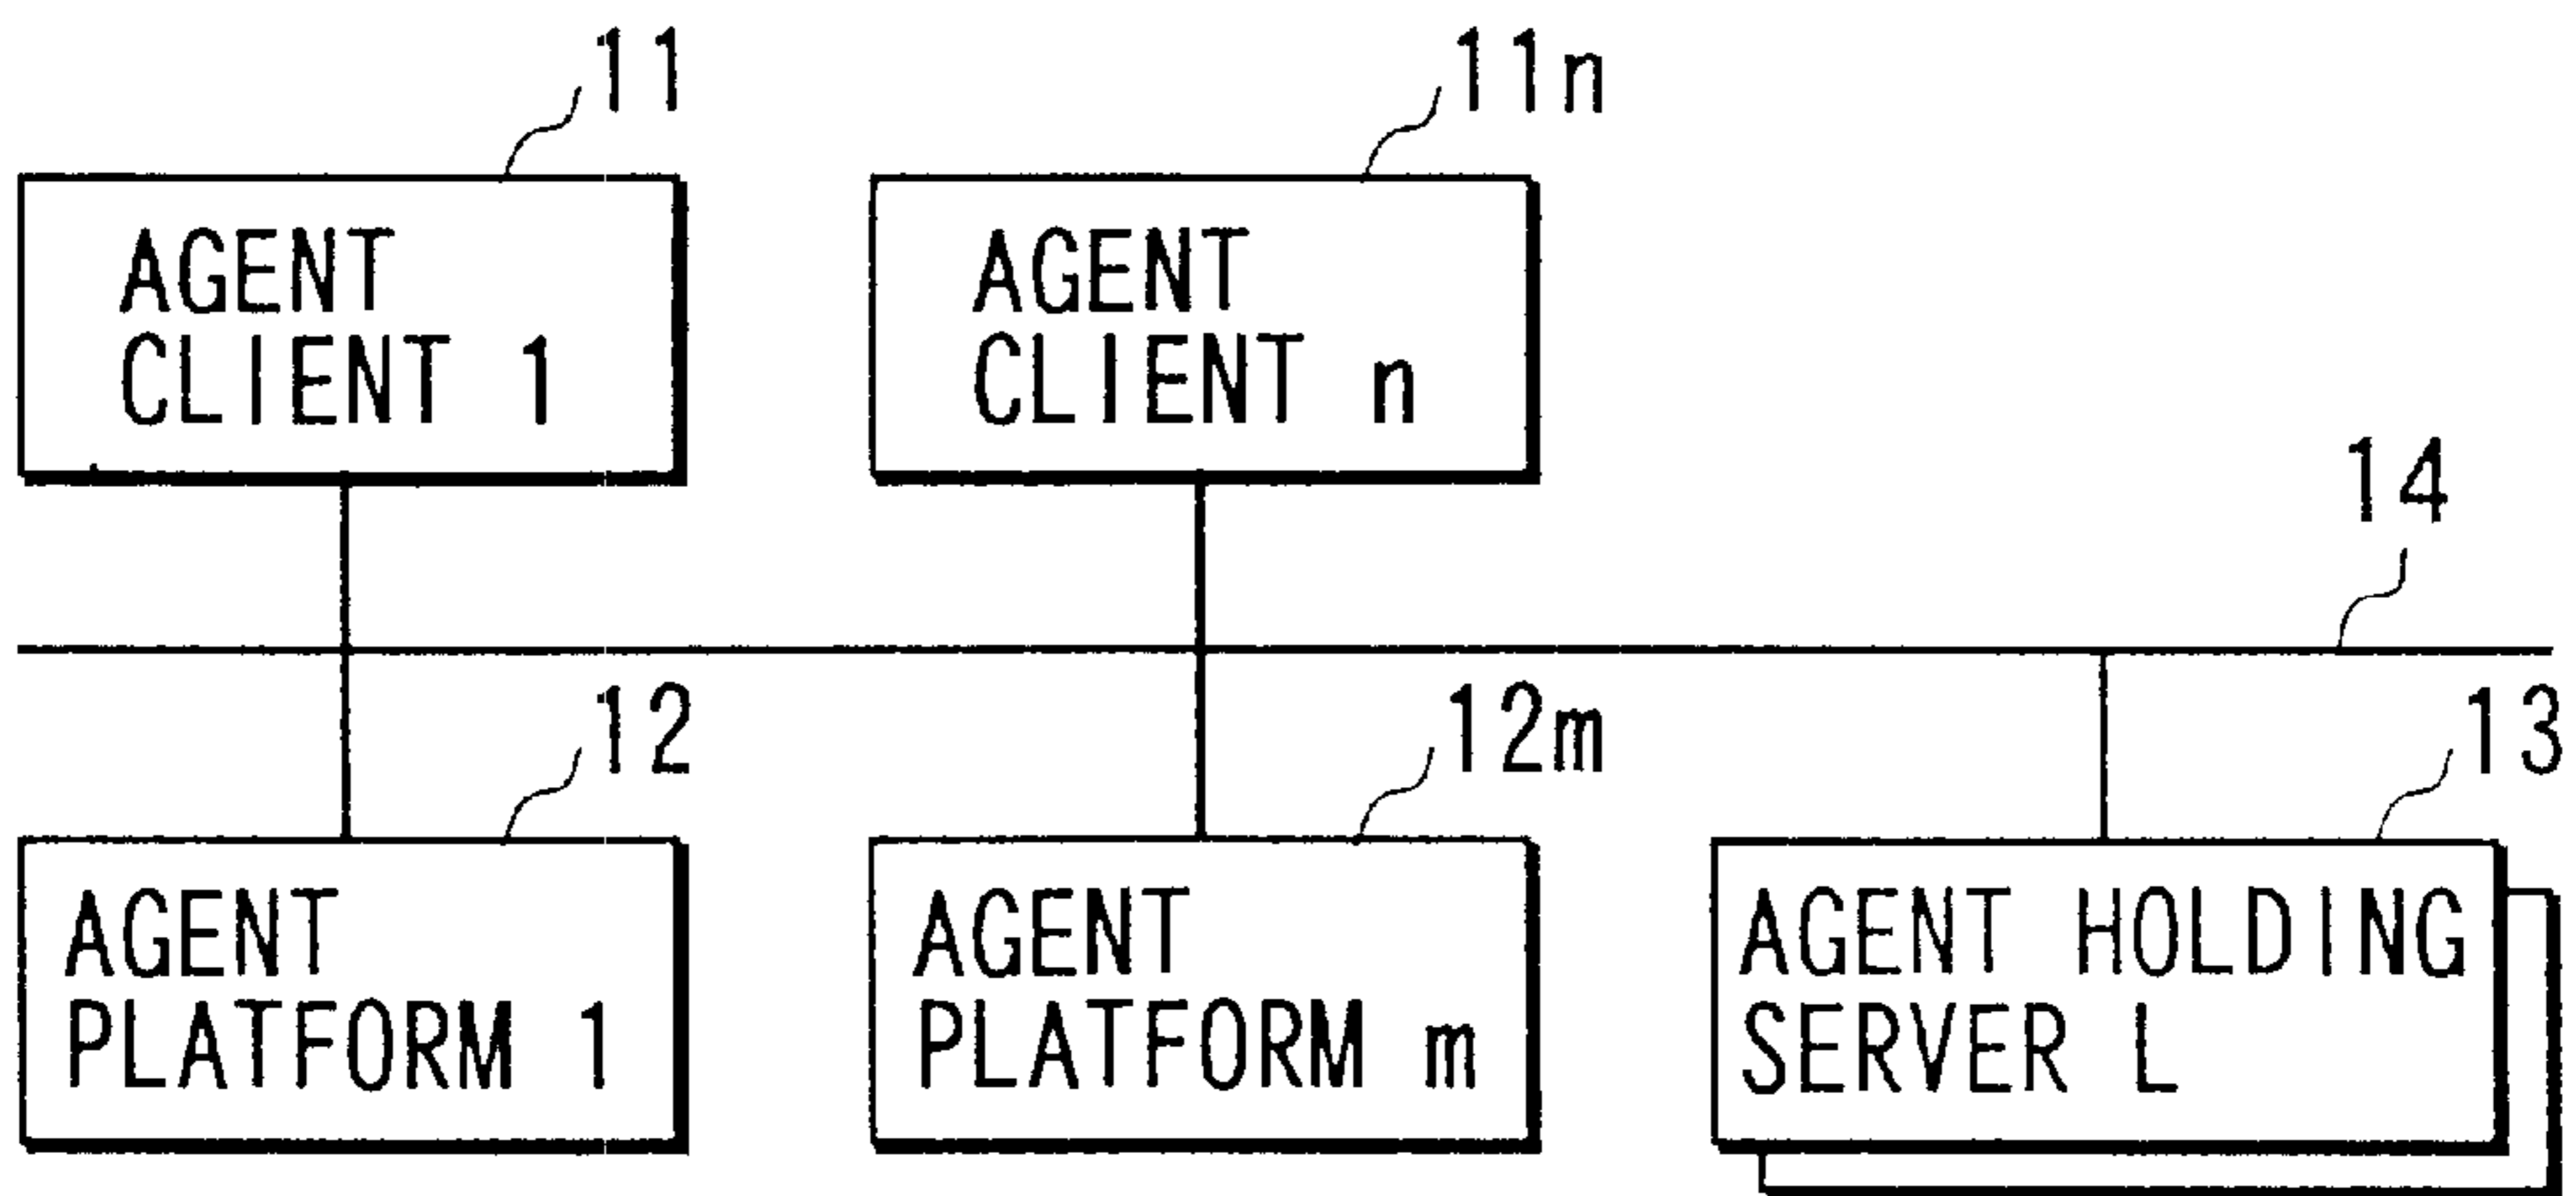 11
11n
AGENT
CLIENT 1
AGENT
CLIENT n
14
12
12m
13
AGENT
PLATFORM 1
AGENT
PLATFORM m
AGENT HOLDING
SERVER L